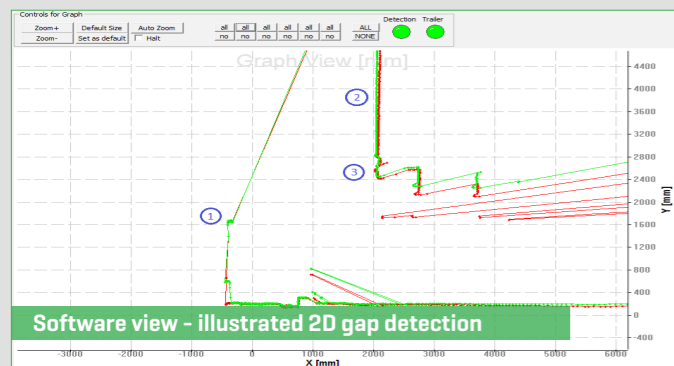 Controls for Graph
Zoom+ Default Size Auto Zoom all all all all all all ALL Detection Trailer
Zoom- Set as default Halt no no no no no no NONE
Graph View [mm]
4400
4000
3600
3200
2800
2400
2000
1600
1200
800
400
0
-400
Y [mm]
1
2
3
Software view - illustrated 2D gap detection
-3000 -2000 -1000 0 1000 2000 3000 4000 5000 6000
X [mm]